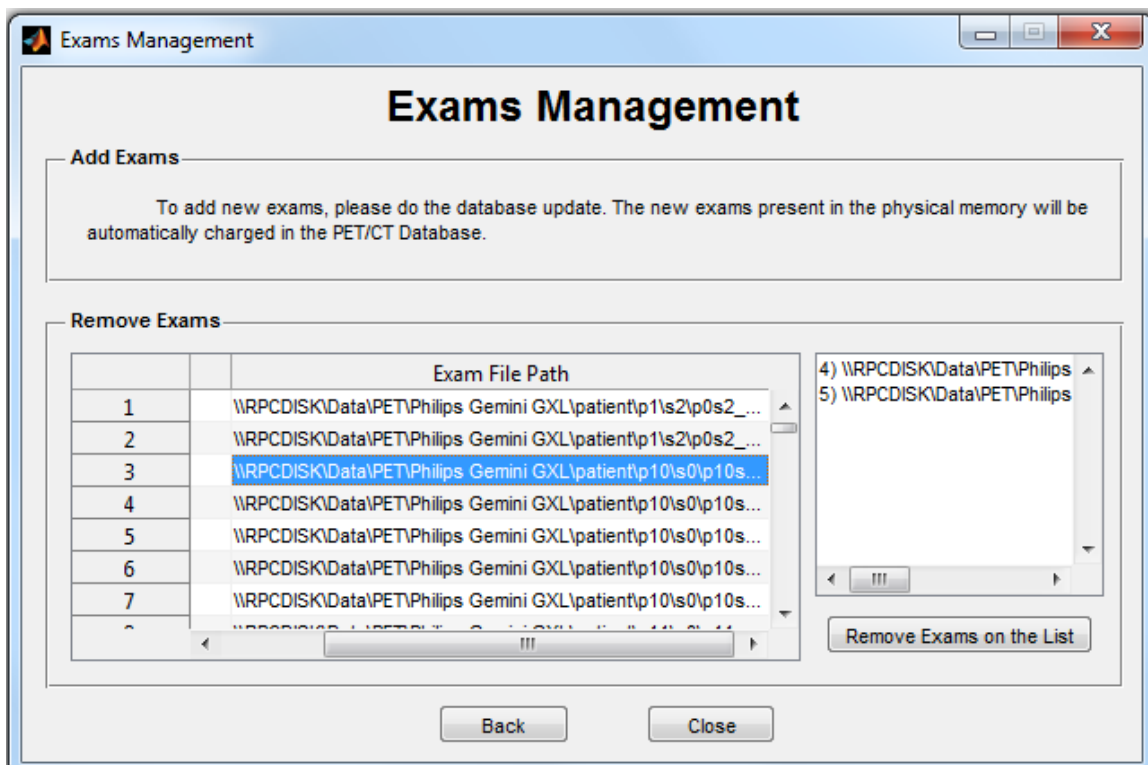 Exams Management
Exams Management
Add Exams
To add new exams, please do the database update. The new exams present in the physical memory will be
automatically charged in the PET/CT Database.
Remove Exams
Exam File Path
1 \\RPCDISK\Data\PET\Philips Gemini GXL\patient\p1\s2\p0s2_...
2 \\RPCDISK\Data\PET\Philips Gemini GXL\patient\p1\s2\p0s2_...
3 \\RPCDISK\Data\PET\Philips Gemini GXL\patient\p10\s0\p10s...
4 \\RPCDISK\Data\PET\Philips Gemini GXL\patient\p10\s0\p10s...
5 \\RPCDISK\Data\PET\Philips Gemini GXL\patient\p10\s0\p10s...
6 \\RPCDISK\Data\PET\Philips Gemini GXL\patient\p10\s0\p10s...
7 \\RPCDISK\Data\PET\Philips Gemini GXL\patient\p10\s0\p10s...
4) \\RPCDISK\Data\PET\Philips
5) \\RPCDISK\Data\PET\Philips
Remove Exams on the List
Back
Close